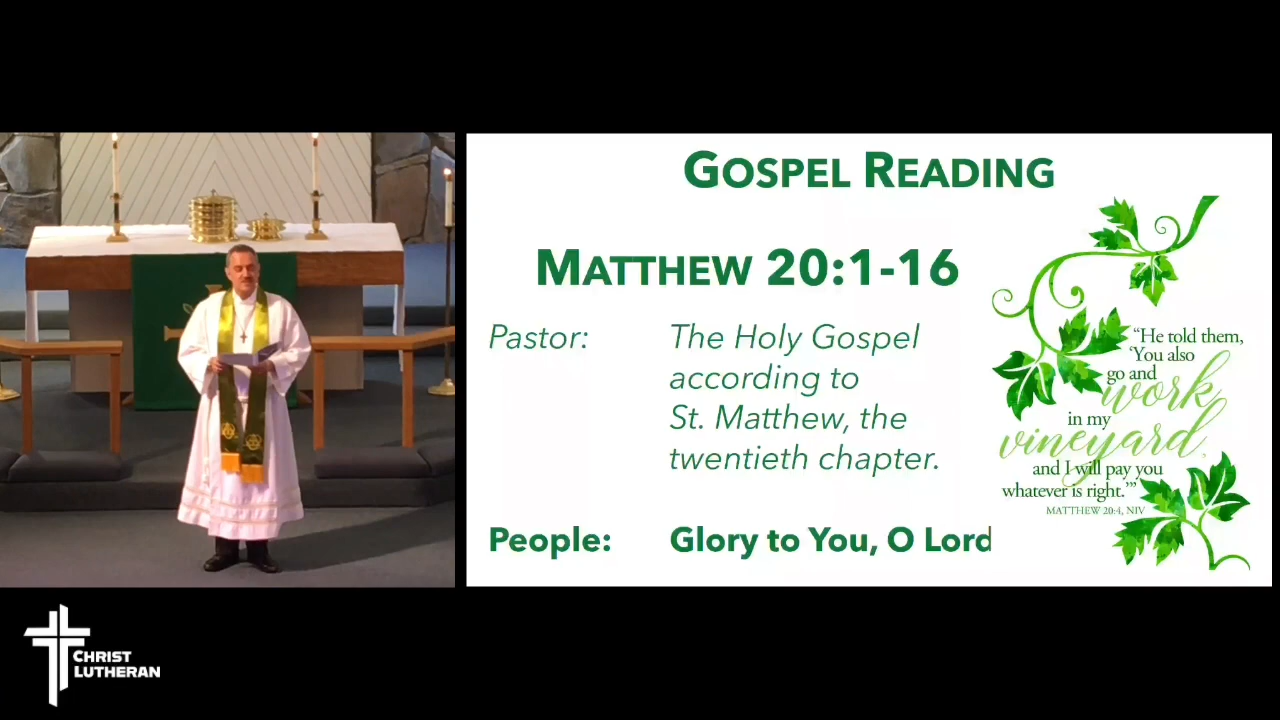 GOSPEL READING
MATTHEW 20:1-16
Pastor: The Holy Gospel
according to
St. Matthew, the
twentieth chapter.
People: Glory to You, O Lord
“He told them,
‘You also
go and
work
in my
vineyard,
and I will pay you
whatever is right.’”
MATTHEW 20:4, NIV
CHRIST
LUTHERAN